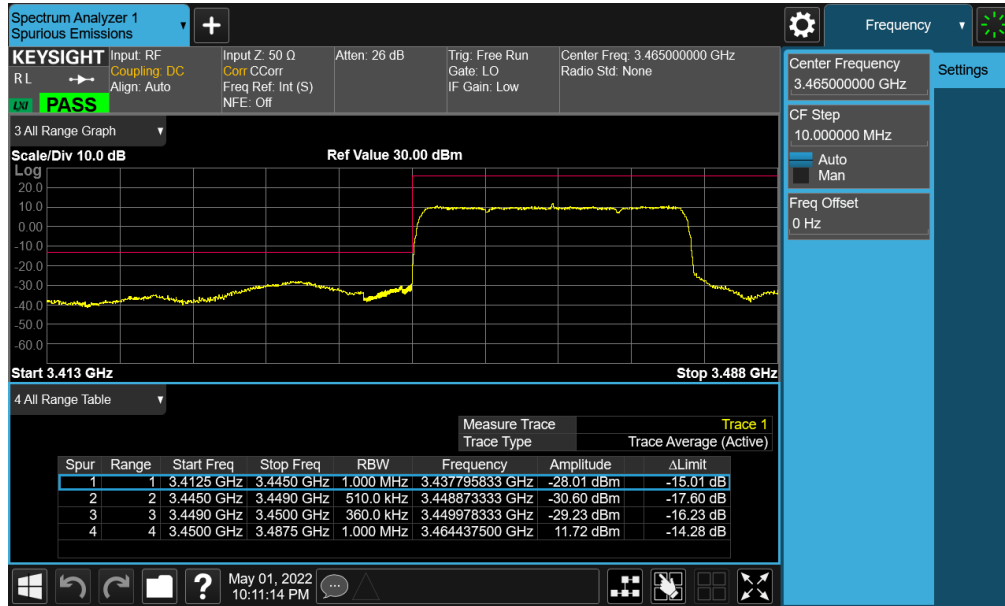 Spectrum Analyzer 1
Spurious Emissions
Frequency
KEYSIGHT
R L
LXI
PASS
Input: RF
Coupling: DC
Align: Auto
Input Z: 50 Ω
Corr CCorr
Freq Ref: Int (S)
NFE: Off
Atten: 26 dB
Trig: Free Run
Gate: LO
IF Gain: Low
Center Freq: 3.465000000 GHz
Radio Std: None
Center Frequency
3.465000000 GHz
Settings
CF Step
10.000000 MHz
Auto
Man
Freq Offset
0 Hz
3 All Range Graph
Scale/Div 10.0 dB
Ref Value 30.00 dBm
Log
20.0
10.0
0.00
-10.0
-20.0
-30.0
-40.0
-50.0
-60.0
Start 3.413 GHz
Stop 3.488 GHz
4 All Range Table
Measure Trace Trace 1
Trace Type Trace Average (Active)
Spur Range Start Freq Stop Freq RBW Frequency Amplitude ΔLimit
1 1 3.4125 GHz 3.4450 GHz 1.000 MHz 3.437795833 GHz -28.01 dBm -15.01 dB
2 2 3.4450 GHz 3.4490 GHz 510.0 kHz 3.448873333 GHz -30.60 dBm -17.60 dB
3 3 3.4490 GHz 3.4500 GHz 360.0 kHz 3.449978333 GHz -29.23 dBm -16.23 dB
4 4 3.4500 GHz 3.4875 GHz 1.000 MHz 3.464437500 GHz 11.72 dBm -14.28 dB
?
May 01, 2022
10:11:14 PM